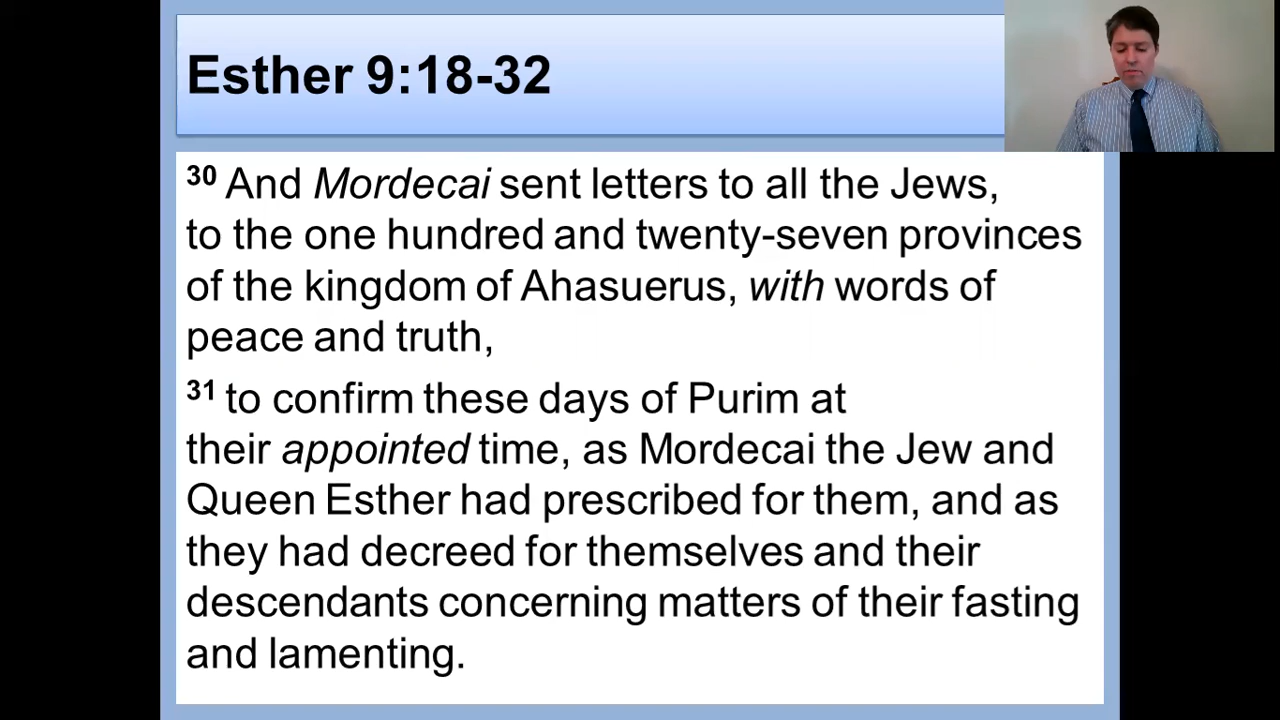 Esther 9:18-32
30 And Mordecai sent letters to all the Jews,
to the one hundred and twenty-seven provinces
of the kingdom of Ahasuerus, with words of
peace and truth,
31 to confirm these days of Purim at
their appointed time, as Mordecai the Jew and
Queen Esther had prescribed for them, and as
they had decreed for themselves and their
descendants concerning matters of their fasting
and lamenting.